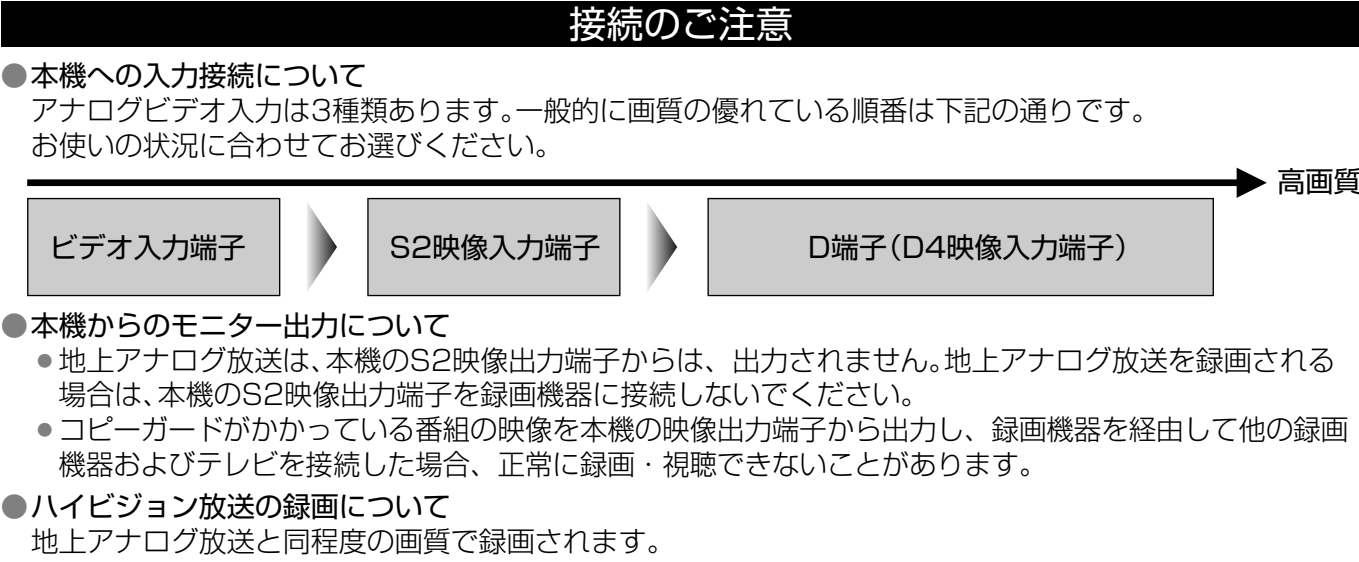 接続のご注意
●本機への入力接続について
アナログビデオ入力は3種類あります。一般的に画質の優れている順番は下記の通りです。
お使いの状況に合わせてお選びください。
高画質
ビデオ入力端子
S2映像入力端子
D端子(D4映像入力端子)
●本機からのモニター出力について
●地上アナログ放送は、本機のS2映像出力端子からは、出力されません。地上アナログ放送を録画される
場合は、本機のS2映像出力端子を録画機器に接続しないでください。
●コピーガードがかかっている番組の映像を本機の映像出力端子から出力し、録画機器を経由して他の録画
機器およびテレビを接続した場合、正常に録画・視聴できないことがあります。
●ハイビジョン放送の録画について
地上アナログ放送と同程度の画質で録画されます。